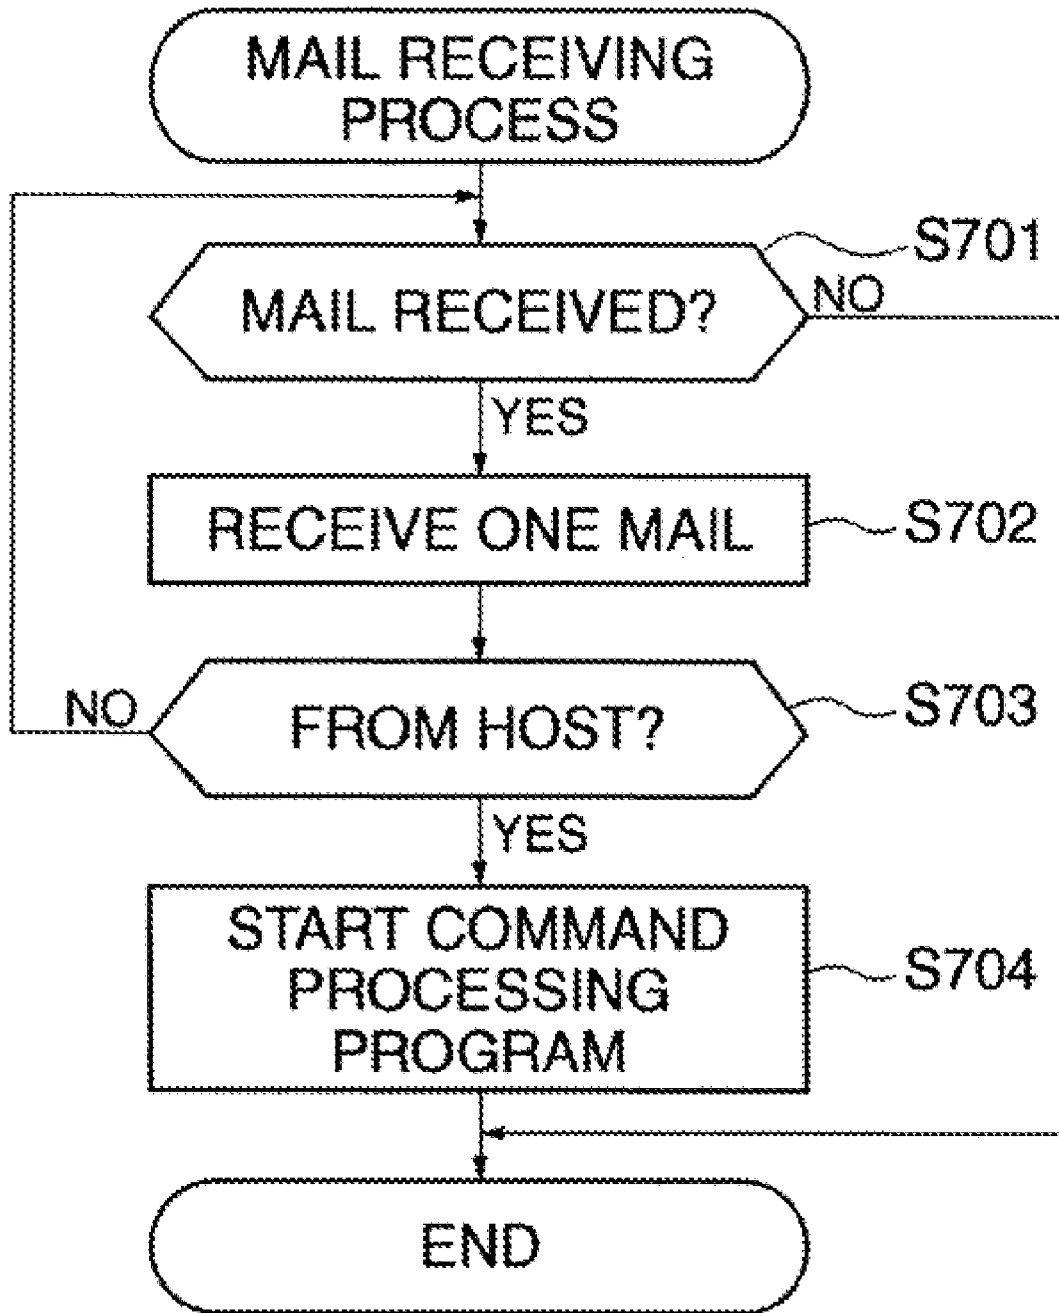 MAIL RECEIVING
PROCESS
S701
MAIL RECEIVED?
NO
YES
RECEIVE ONE MAIL
S702
FROM HOST?
S703
NO
YES
START COMMAND
PROCESSING
PROGRAM
S704
END